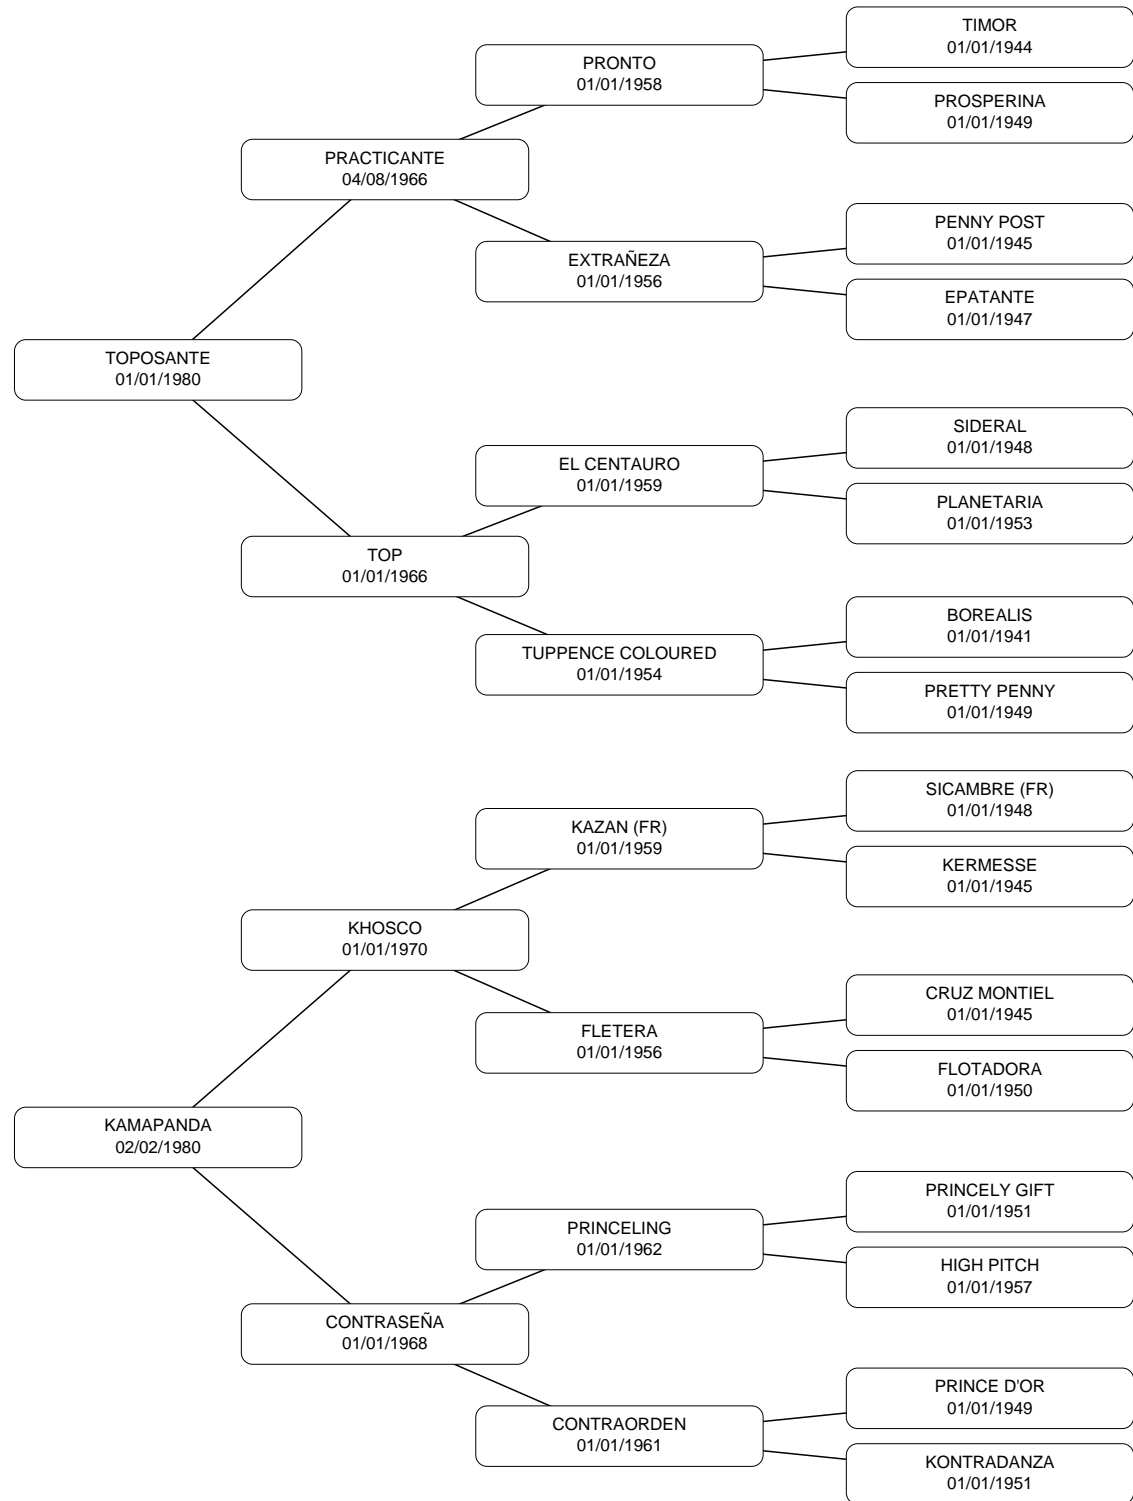 TIMOR
01/01/1944
PRONTO
01/01/1958
PROSPERINA
01/01/1949
PRACTICANTE
04/08/1966
PENNY POST
01/01/1945
EXTRAÑEZA
01/01/1956
EPATANTE
01/01/1947
TOPOSANTE
01/01/1980
SIDERAL
01/01/1948
EL CENTAURO
01/01/1959
PLANETARIA
01/01/1953
TOP
01/01/1966
BOREALIS
01/01/1941
TUPPENCE COLOURED
01/01/1954
PRETTY PENNY
01/01/1949
SICAMBRE (FR)
01/01/1948
KAZAN (FR)
01/01/1959
KERMESSE
01/01/1945
KHOSCO
01/01/1970
CRUZ MONTIEL
01/01/1945
FLETERA
01/01/1956
FLOTADORA
01/01/1950
KAMAPANDA
02/02/1980
PRINCELY GIFT
01/01/1951
PRINCELING
01/01/1962
HIGH PITCH
01/01/1957
CONTRASEÑA
01/01/1968
PRINCE D'OR
01/01/1949
CONTRAORDEN
01/01/1961
KONTRADANZA
01/01/1951